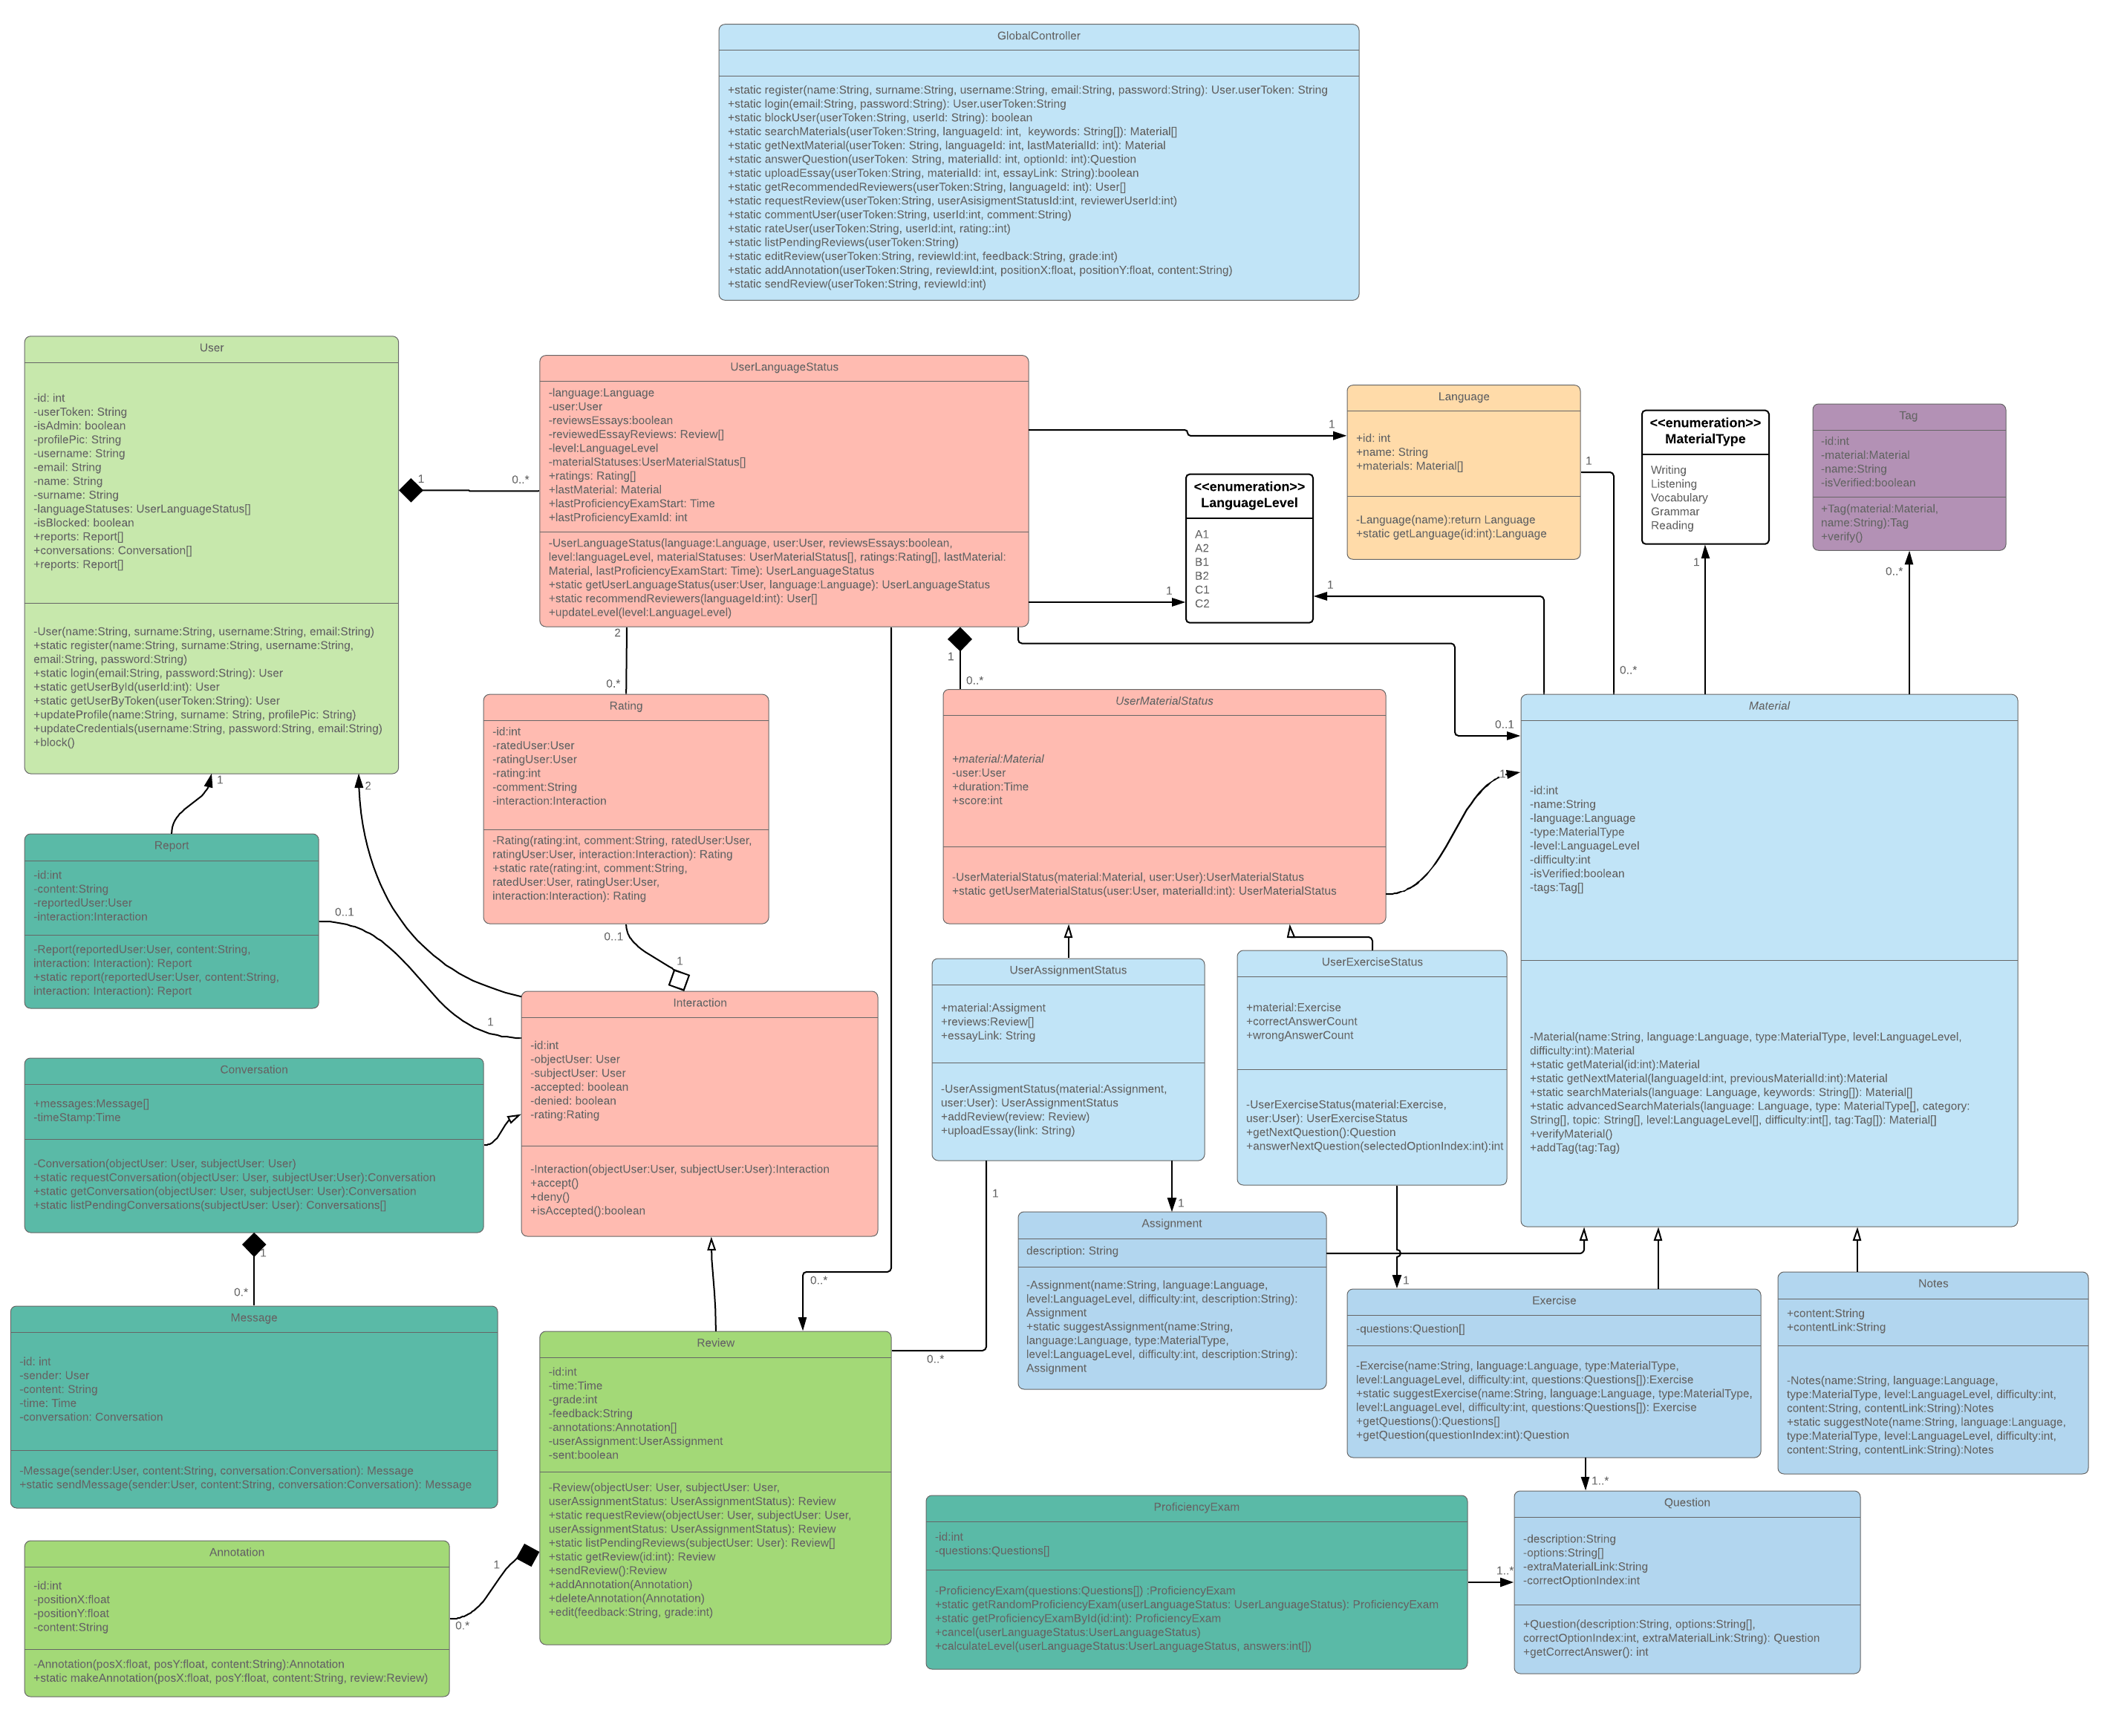 GlobalController
+static register(name:String, surname:String, username:String, email:String, password:String): User.userToken: String
+static login(email:String, password:String): User.userToken:String
+static blockUser(userToken:String, userId: String): boolean
+static searchMaterials(userToken:String, languageId: int,  keywords: String[]): Material[]
+static getNextMaterial(userToken: String, languageId: int, lastMaterialId: int): Material
+static answerQuestion(userToken: String, materialId: int, optionId: int):Question
+static uploadEssay(userToken:String, materialId: int, essayLink: String):boolean
+static getRecommendedReviewers(userToken:String, languageId: int): User[]
+static requestReview(userToken:String, userAsisigmentStatusId:int, reviewerUserId:int)
+static commentUser(userToken:String, userId:int, comment:String)
+static rateUser(userToken:String, userId:int, rating::int)
+static listPendingReviews(userToken:String)
+static editReview(userToken:String, reviewId:int, feedback:String, grade:int)
+static addAnnotation(userToken:String, reviewId:int, positionX:float, positionY:float, content:String)
+static sendReview(userToken:String, reviewId:int)
User
-id: int
-userToken: String
-isAdmin: boolean
-profilePic: String
-username: String
-email: String
-name: String
-surname: String
-languageStatuses: UserLanguageStatus[]
-isBlocked: boolean
+reports: Report[]
+conversations: Conversation[]
+reports: Report[]
-User(name:String, surname:String, username:String, email:String)
+static register(name:String, surname:String, username:String,
email:String, password:String)
+static login(email:String, password:String): User
+static getUserById(userId:int): User
+static getUserByToken(userToken:String): User
+updateProfile(name:String, surname: String, profilePic: String)
+updateCredentials(username:String, password:String, email:String)
+block()
1
0..*
UserLanguageStatus
-language:Language
-user:User
-reviewsEssays:boolean
-reviewedEssayReviews: Review[]
-level:LanguageLevel
-materialStatuses:UserMaterialStatus[]
+ratings: Rating[]
+lastMaterial: Material
+lastProficiencyExamStart: Time
+lastProficiencyExamId: int
-UserLanguageStatus(language:Language, user:User, reviewsEssays:boolean,
level:languageLevel, materialStatuses: UserMaterialStatus[], ratings:Rating[], lastMaterial:
Material, lastProficiencyExamStart: Time): UserLanguageStatus
+static getUserLanguageStatus(user:User, language:Language): UserLanguageStatus
+static recommendReviewers(languageId:int): User[]
+updateLevel(level:LanguageLevel)
1
1
<<enumeration>>
LanguageLevel
A1
A2
B1
B2
C1
C2
1
Language
+id: int
+name: String
+materials: Material[]
-Language(name):return Language
+static getLanguage(id:int):Language
1
0..*
<<enumeration>>
MaterialType
Writing
Listening
Vocabulary
Grammar
Reading
1
Tag
-id:int
-material:Material
-name:String
-isVerified:boolean
+Tag(material:Material,
name:String):Tag
+verify()
0..*
2
0.*
1
0..*
0..1
1
Rating
-id:int
-ratedUser:User
-ratingUser:User
-rating:int
-comment:String
-interaction:Interaction
-Rating(rating:int, comment:String, ratedUser:User,
ratingUser:User, interaction:Interaction): Rating
+static rate(rating:int, comment:String,
ratedUser:User, ratingUser:User,
interaction:Interaction): Rating
0..1
1
UserMaterialStatus
+material:Material
-user:User
+duration:Time
+score:int
-UserMaterialStatus(material:Material, user:User):UserMaterialStatus
+static getUserMaterialStatus(user:User, materialId:int): UserMaterialStatus
Material
-id:int
-name:String
-language:Language
-type:MaterialType
-level:LanguageLevel
-difficulty:int
-isVerified:boolean
-tags:Tag[]
-Material(name:String, language:Language, type:MaterialType, level:LanguageLevel,
difficulty:int):Material
+static getMaterial(id:int):Material
+static getNextMaterial(languageId:int, previousMaterialId:int):Material
+static searchMaterials(language: Language, keywords: String[]): Material[]
+static advancedSearchMaterials(language: Language, type: MaterialType[], category:
String[], topic: String[], level:LanguageLevel[], difficulty:int[], tag:Tag[]): Material[]
+verifyMaterial()
+addTag(tag:Tag)
1
2
Report
-id:int
-content:String
-reportedUser:User
-interaction:Interaction
-Report(reportedUser:User, content:String,
interaction: Interaction): Report
+static report(reportedUser:User, content:String,
interaction: Interaction): Report
0..1
1
Interaction
-id:int
-objectUser: User
-subjectUser: User
-accepted: boolean
-denied: boolean
-rating:Rating
-Interaction(objectUser:User, subjectUser:User):Interaction
+accept()
+deny()
+isAccepted():boolean
UserAssignmentStatus
+material:Assigment
+reviews:Review[]
+essayLink: String
-UserAssigmentStatus(material:Assignment,
user:User): UserAssignmentStatus
+addReview(review: Review)
+uploadEssay(link: String)
UserExerciseStatus
+material:Exercise
+correctAnswerCount
+wrongAnswerCount
-UserExerciseStatus(material:Exercise,
user:User): UserExerciseStatus
+getNextQuestion():Question
+answerNextQuestion(selectedOptionIndex:int):int
Conversation
+messages:Message[]
-timeStamp:Time
-Conversation(objectUser: User, subjectUser: User)
+static requestConversation(objectUser: User, subjectUser:User):Conversation
+static getConversation(objectUser: User, subjectUser: User):Conversation
+static listPendingConversations(subjectUser: User): Conversations[]
1
0.*
1
1
1
0..*
0..*
Assignment
description: String
-Assignment(name:String, language:Language,
level:LanguageLevel, difficulty:int, description:String):
Assignment
+static suggestAssignment(name:String,
language:Language, type:MaterialType,
level:LanguageLevel, difficulty:int, description:String):
Assignment
Exercise
-questions:Question[]
-Exercise(name:String, language:Language, type:MaterialType,
level:LanguageLevel, difficulty:int, questions:Questions[]):Exercise
+static suggestExercise(name:String, language:Language, type:MaterialType,
level:LanguageLevel, difficulty:int, questions:Questions[]): Exercise
+getQuestions():Questions[]
+getQuestion(questionIndex:int):Question
1..*
Notes
+content:String
+contentLink:String
-Notes(name:String, language:Language,
type:MaterialType, level:LanguageLevel, difficulty:int,
content:String, contentLink:String):Notes
+static suggestNote(name:String, language:Language,
type:MaterialType, level:LanguageLevel, difficulty:int,
content:String, contentLink:String):Notes
Message
-id: int
-sender: User
-content: String
-time: Time
-conversation: Conversation
-Message(sender:User, content:String, conversation:Conversation): Message
+static sendMessage(sender:User, content:String, conversation:Conversation): Message
Review
-id:int
-time:Time
-grade:int
-feedback:String
-annotations:Annotation[]
-userAssignment:UserAssignment
-sent:boolean
-Review(objectUser: User, subjectUser: User,
userAssignmentStatus: UserAssignmentStatus): Review
+static requestReview(objectUser: User, subjectUser: User,
userAssignmentStatus: UserAssignmentStatus): Review
+static listPendingReviews(subjectUser: User): Review[]
+static getReview(id:int): Review
+sendReview():Review
+addAnnotation(Annotation)
+deleteAnnotation(Annotation)
+edit(feedback:String, grade:int)
Annotation
-id:int
-positionX:float
-positionY:float
-content:String
-Annotation(posX:float, posY:float, content:String):Annotation
+static makeAnnotation(posX:float, posY:float, content:String, review:Review)
1
0.*
ProficiencyExam
-id:int
-questions:Questions[]
-ProficiencyExam(questions:Questions[]) :ProficiencyExam
+static getRandomProficiencyExam(userLanguageStatus: UserLanguageStatus): ProficiencyExam
+static getProficiencyExamById(id:int): ProficiencyExam
+cancel(userLanguageStatus:UserLanguageStatus)
+calculateLevel(userLanguageStatus:UserLanguageStatus, answers:int[])
1..*
Question
-description:String
-options:String[]
-extraMaterialLink:String
-correctOptionIndex:int
+Question(description:String, options:String[],
correctOptionIndex:int, extraMaterialLink:String): Question
+getCorrectAnswer(): int